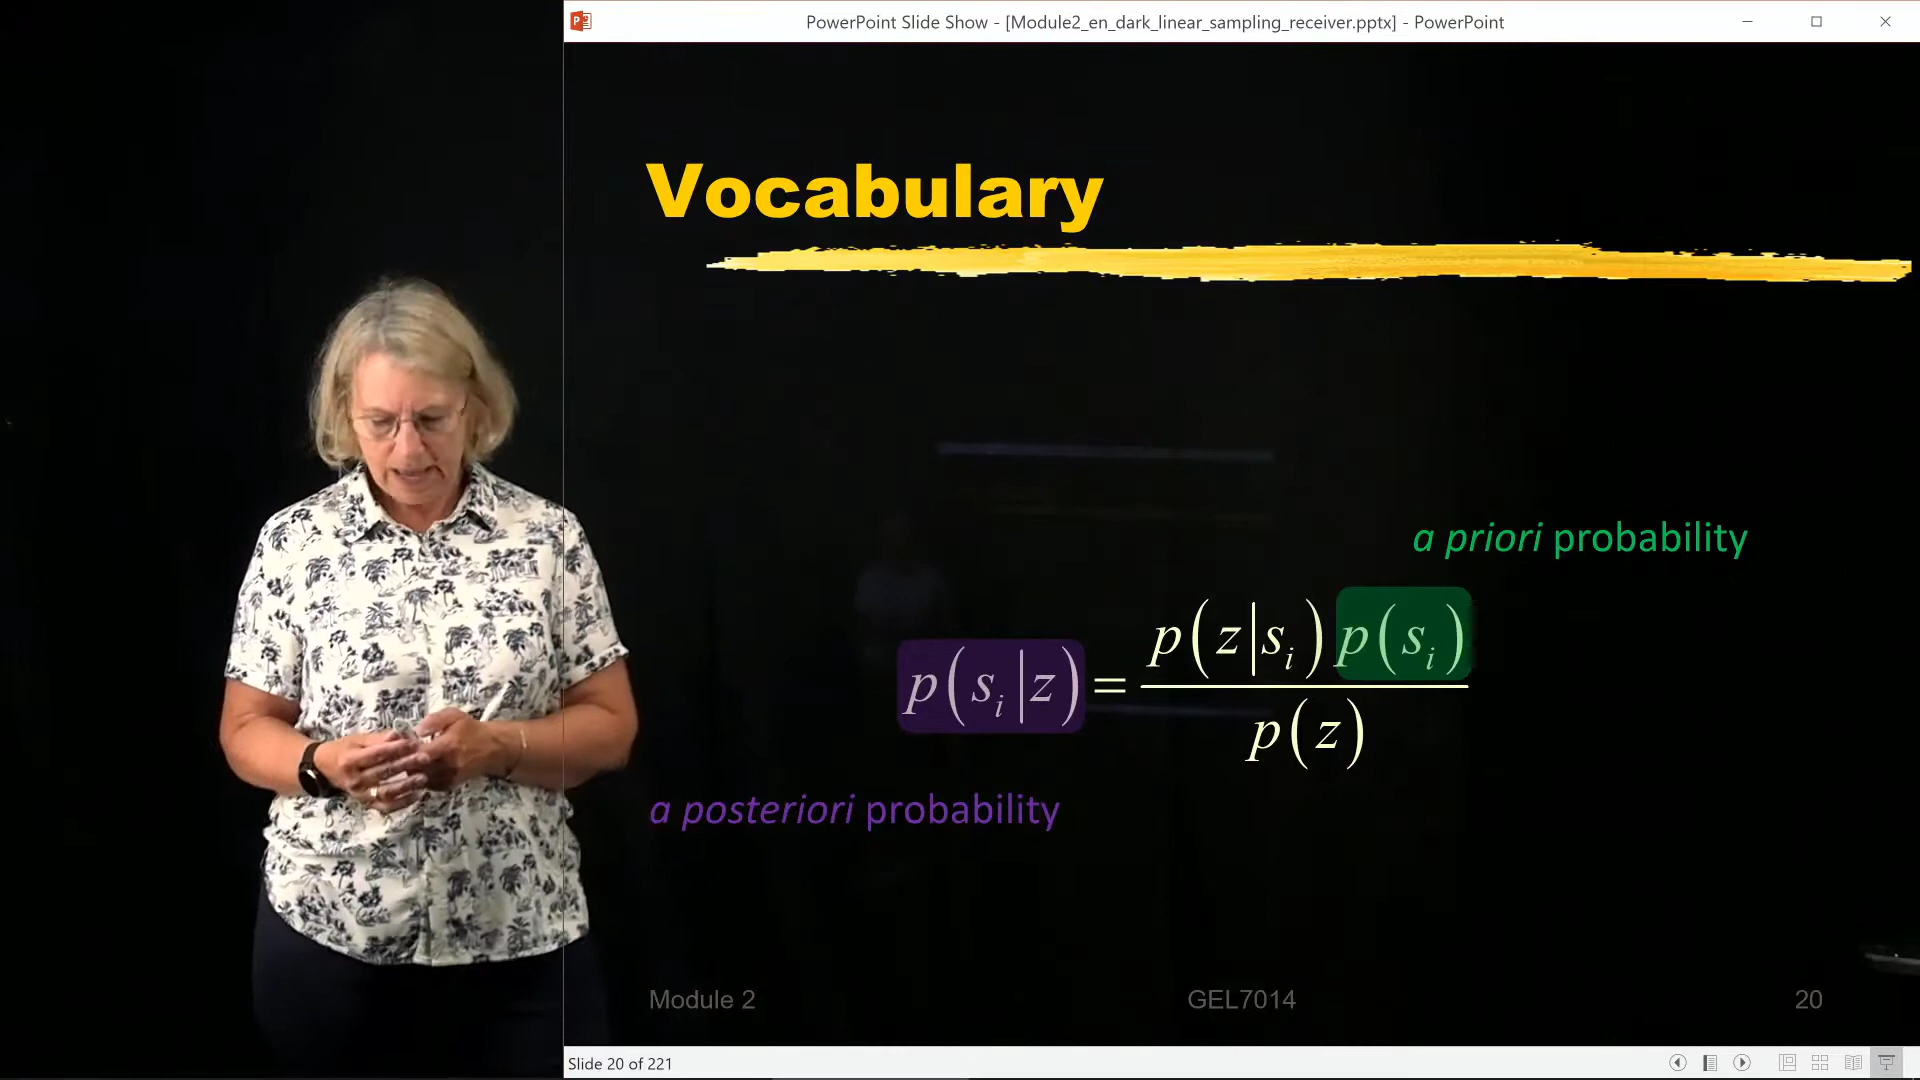 PowerPoint Slide Show - [Module2_en_dark_linear_sampling_receiver.pptx] - PowerPoint
Vocabulary
a priori probability
p(s_i|z) = p(z|s_i) p(s_i) / p(z)
a posteriori probability
Module 2
GEL7014
20
Slide 20 of 221